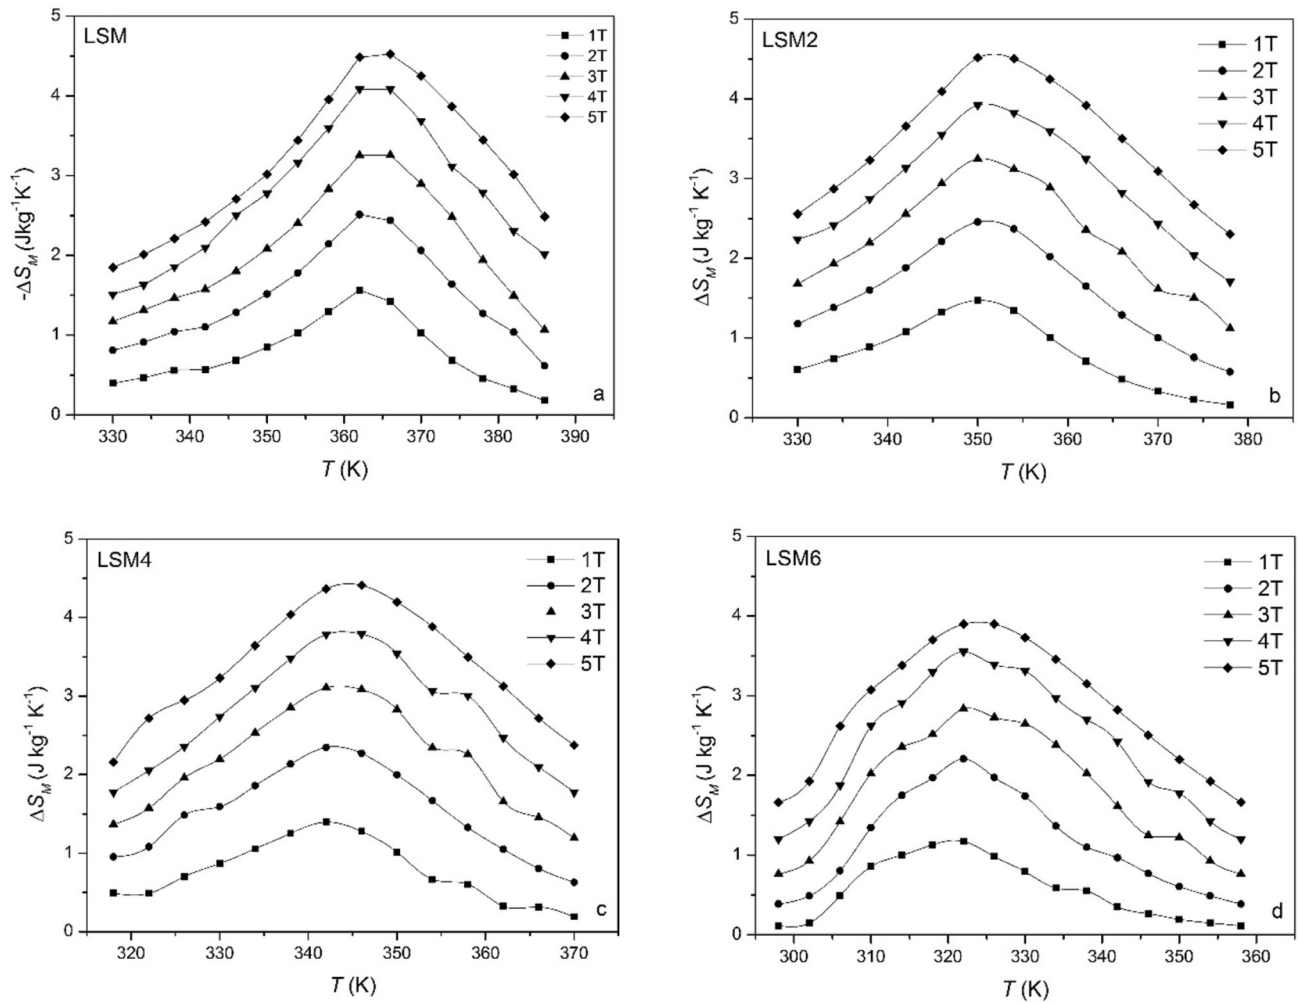 LSM
1T
2T
3T
4T
5T
5
4
3
2
1
0
-ΔS_M (Jkg⁻¹K⁻¹)
330 340 350 360 370 380 390
T (K)
a
LSM2
1T
2T
3T
4T
5T
5
4
3
2
1
0
ΔS_M (J kg⁻¹ K⁻¹)
330 340 350 360 370 380
T (K)
b
LSM4
1T
2T
3T
4T
5T
5
4
3
2
1
0
ΔS_M (J kg⁻¹ K⁻¹)
320 330 340 350 360 370
T (K)
c
LSM6
1T
2T
3T
4T
5T
5
4
3
2
1
0
ΔS_M (J kg⁻¹ K⁻¹)
300 310 320 330 340 350 360
T (K)
d